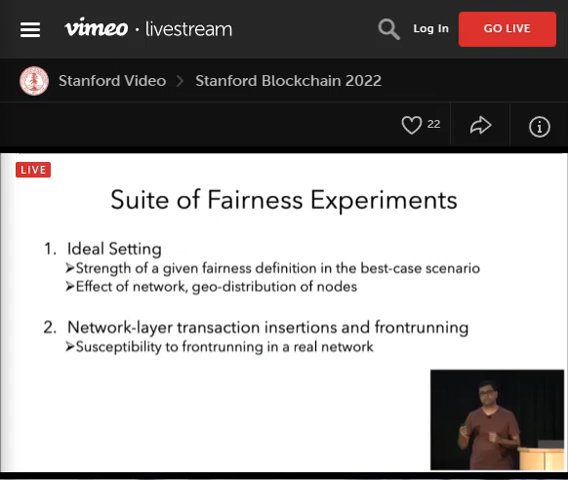 vimeo · livestream
Log In
GO LIVE
Stanford Video > Stanford Blockchain 2022
22
LIVE
Suite of Fairness Experiments
1. Ideal Setting
➢Strength of a given fairness definition in the best-case scenario
➢Effect of network, geo-distribution of nodes
2. Network-layer transaction insertions and frontrunning
➢Susceptibility to frontrunning in a real network